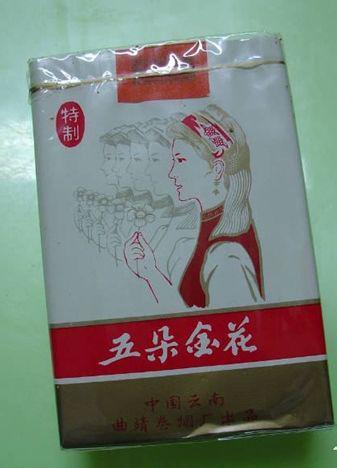 特制
五朵金花
中国云南
曲靖卷烟厂出品